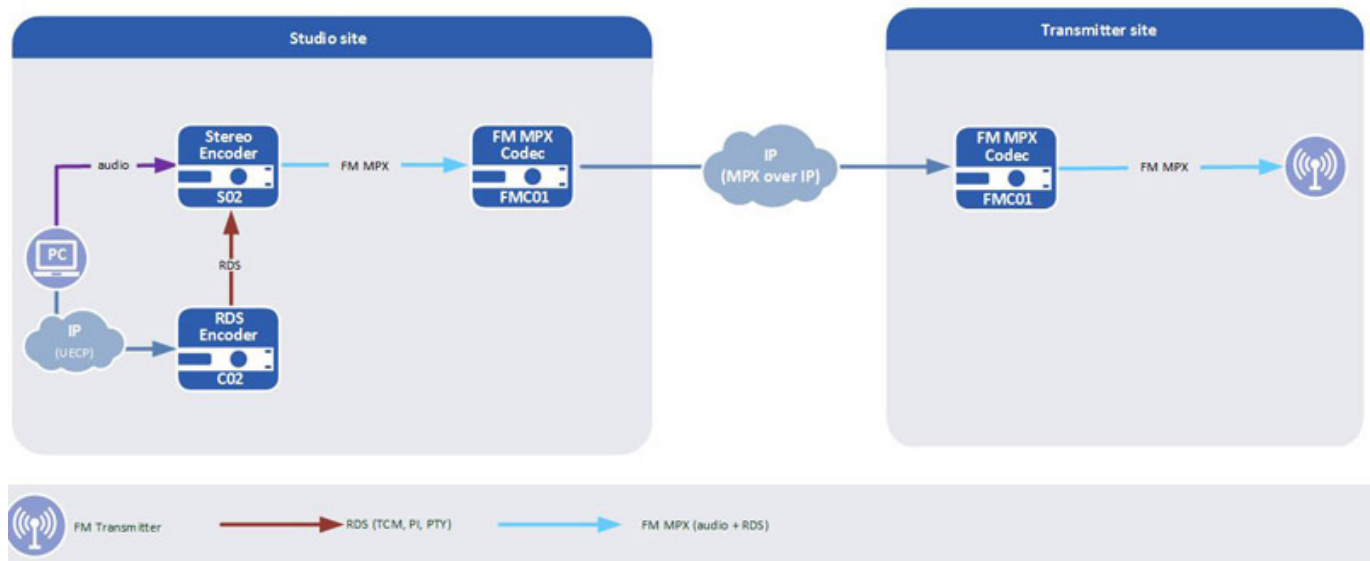 Studio site
Transmitter site
Stereo
Encoder
S02
FM MPX
Codec
FMC01
IP
(MPX over IP)
FM MPX
Codec
FMC01
audio
FM MPX
FM MPX
PC
RDS
IP
(UECP)
RDS
Encoder
C02
FM Transmitter
RDS (TCM, PI, PTY)
FM MPX (audio + RDS)